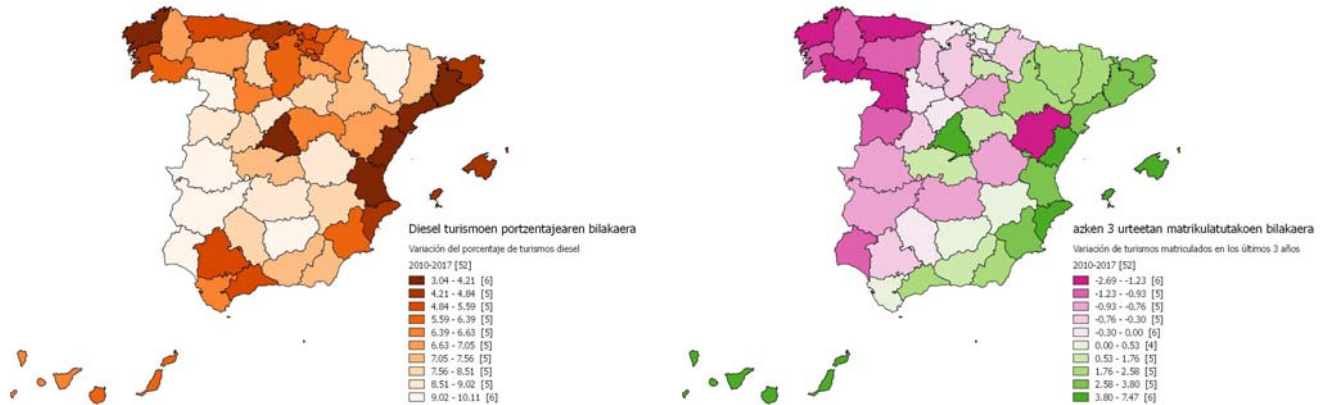 Diesel turismoen portzentajearen bilakaera
Variación del porcentaje de turismos diesel
2010-2017 [52]
3.04 - 4.21 [6]
4.21 - 4.84 [5]
4.84 - 5.59 [5]
5.59 - 6.39 [5]
6.39 - 6.63 [5]
6.63 - 7.05 [5]
7.05 - 7.56 [5]
7.56 - 8.51 [5]
8.51 - 9.02 [5]
9.02 - 10.11 [6]
azken 3 urteetan matrikulatutakoen bilakaera
Variación de turismos matriculados en los últimos 3 años
2010-2017 [52]
-2.69 - -1.23 [6]
-1.23 - -0.93 [5]
-0.93 - -0.76 [5]
-0.76 - -0.30 [5]
-0.30 - 0.00 [6]
0.00 - 0.53 [4]
0.53 - 1.76 [5]
1.76 - 2.58 [5]
2.58 - 3.80 [5]
3.80 - 7.47 [6]